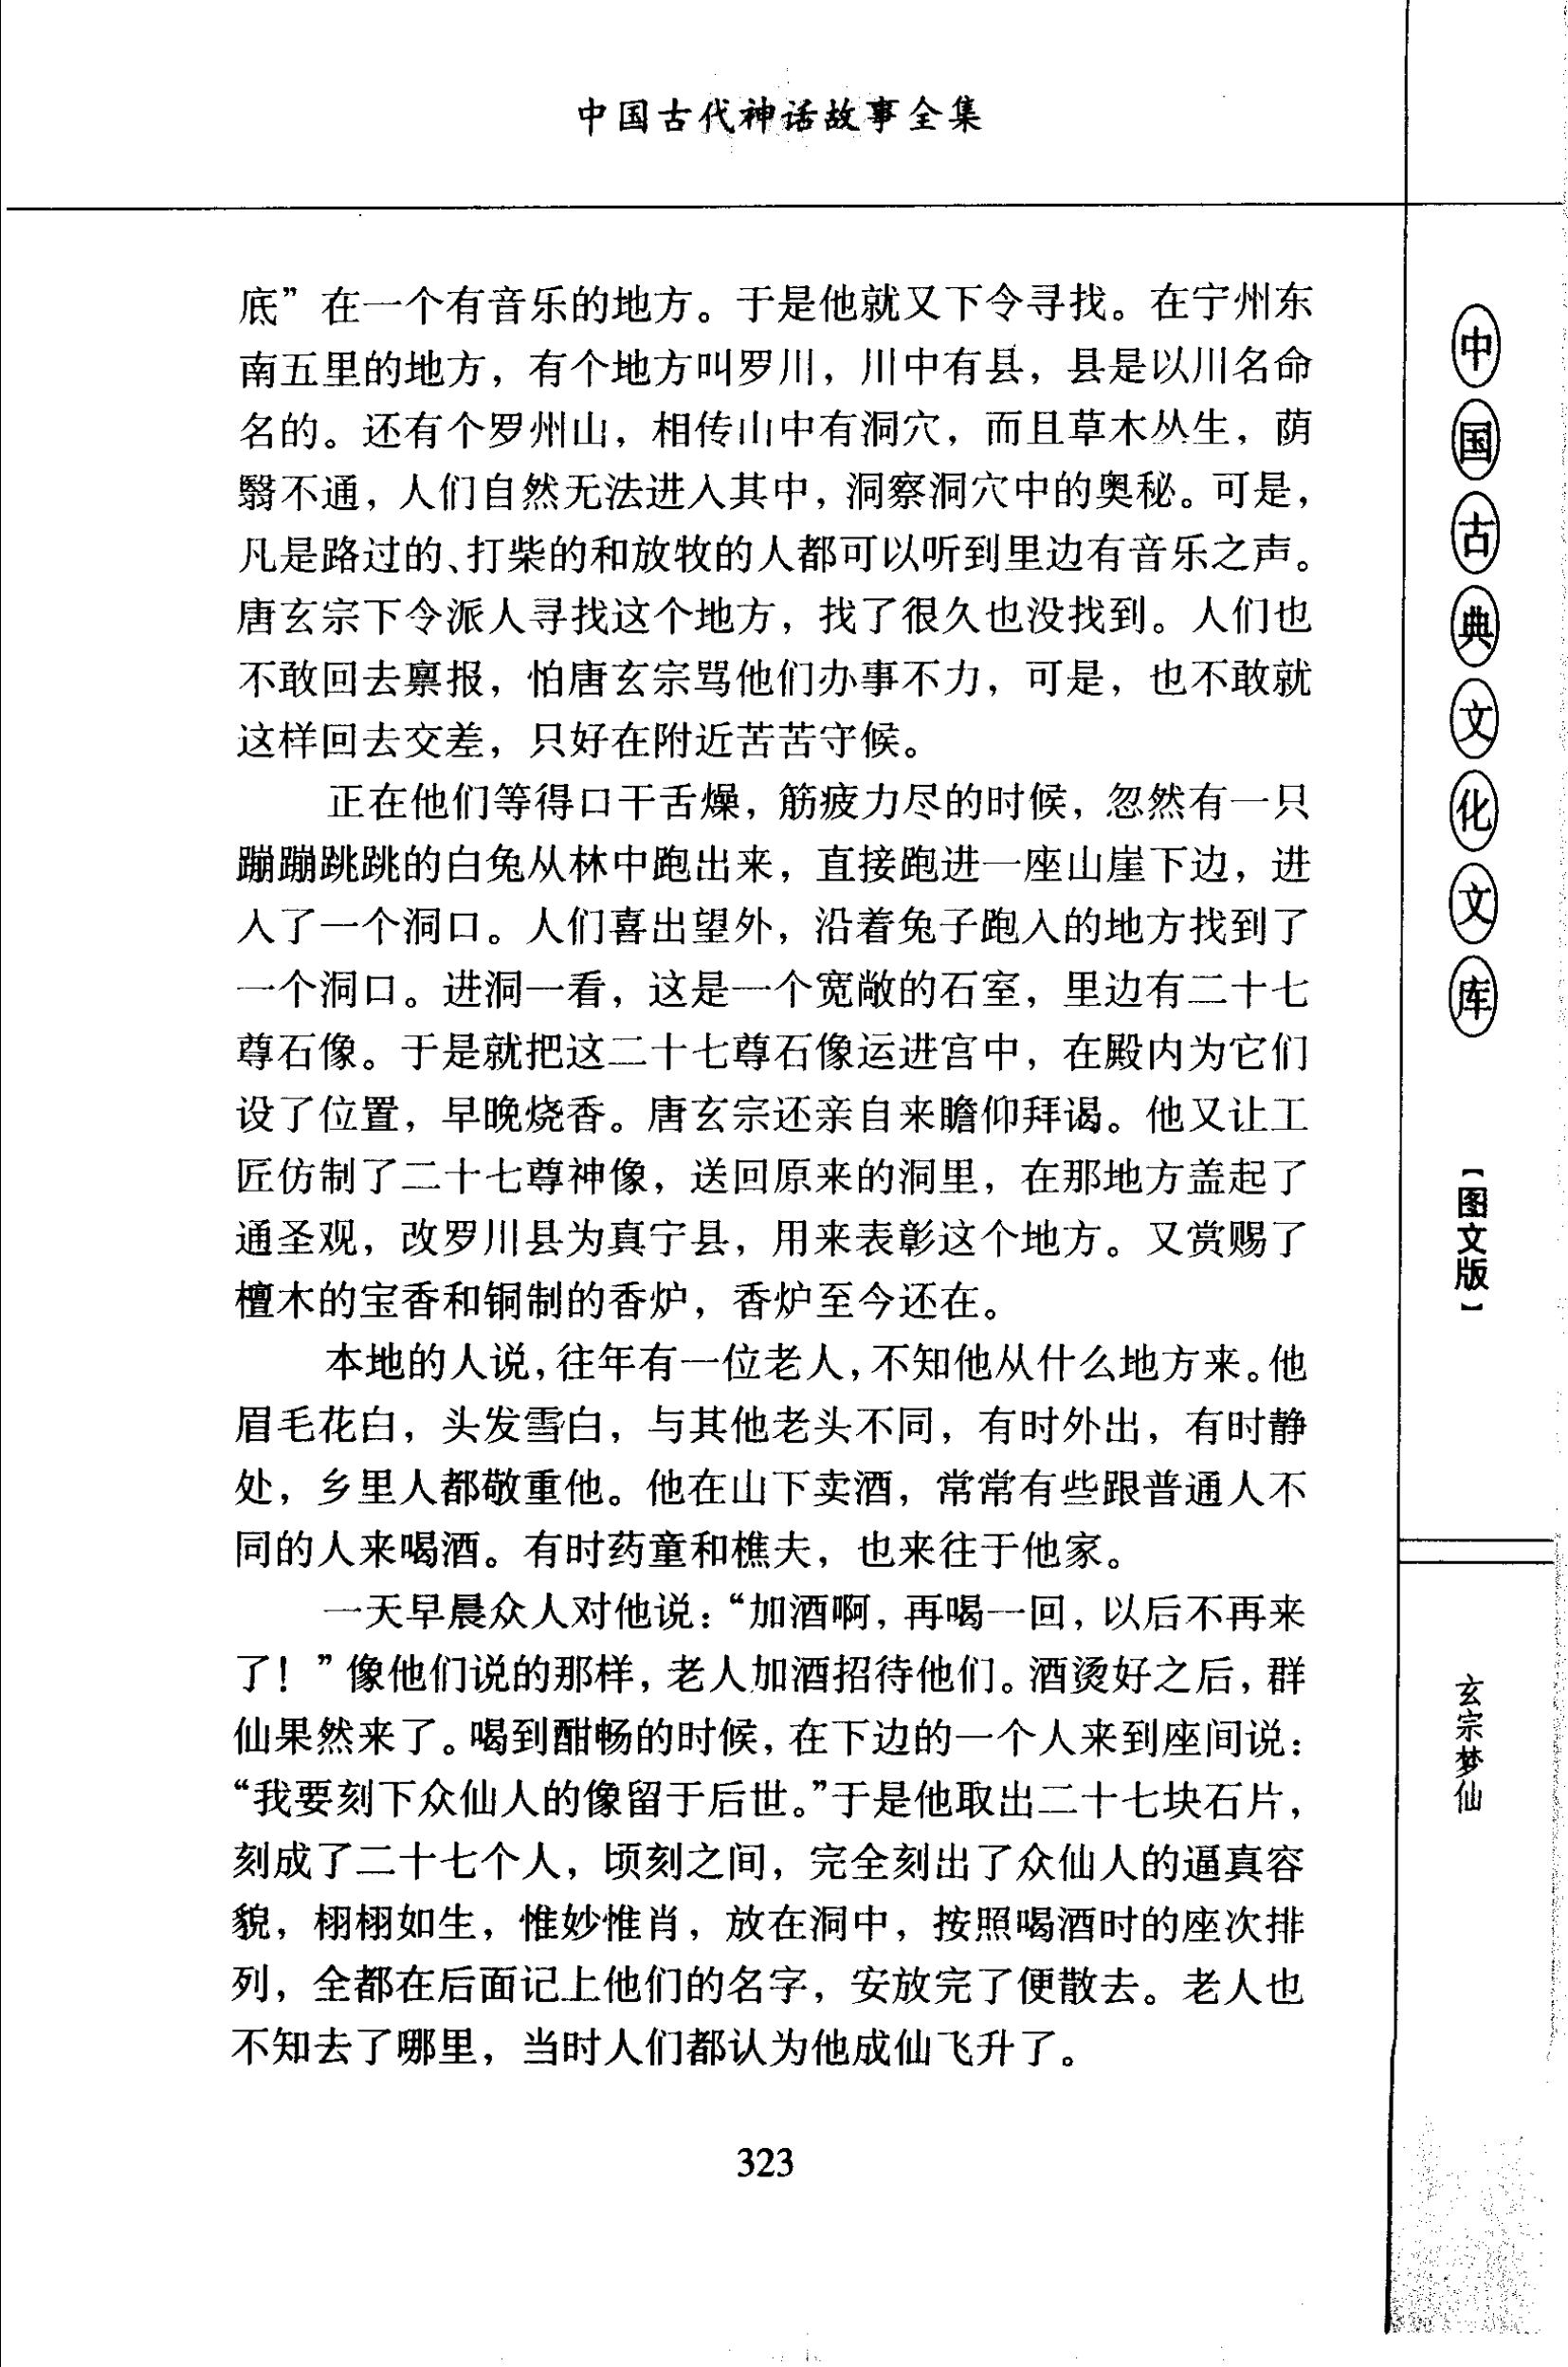 中国古代神话故事全集
底”在一个有音乐的地方。于是他就又下令寻找。在宁州东
南五里的地方，有个地方叫罗川，川中有县，县是以川名命
名的。还有个罗州山，相传山中有洞穴，而且草木丛生，荫
翳不通，人们自然无法进入其中，洞察洞穴中的奥秘。可是，
凡是路过的、打柴的和放牧的人都可以听到里边有音乐之声。
唐玄宗下令派人寻找这个地方，找了很久也没找到。人们也
不敢回去禀报，怕唐玄宗骂他们办事不力，可是，也不敢就
这样回去交差，只好在附近苦苦守候。
正在他们等得口干舌燥，筋疲力尽的时候，忽然有一只
蹦蹦跳跳的白兔从林中跑出来，直接跑进一座山崖下边，进
入了一个洞口。人们喜出望外，沿着兔子跑入的地方找到了
一个洞口。进洞一看，这是一个宽敞的石室，里边有二十七
尊石像。于是就把这二十七尊石像运进宫中，在殿内为它们
设了位置，早晚烧香。唐玄宗还亲自来瞻仰拜谒。他又让工
匠仿制了二十七尊神像，送回原来的洞里，在那地方盖起了
通圣观，改罗川县为真宁县，用来表彰这个地方。又赏赐了
檀木的宝香和铜制的香炉，香炉至今还在。
本地的人说，往年有一位老人，不知他从什么地方来。他
眉毛花白，头发雪白，与其他老头不同，有时外出，有时静
处，乡里人都敬重他。他在山下卖酒，常常有些跟普通人不
同的人来喝酒。有时药童和樵夫，也来往于他家。
一天早晨众人对他说：“加酒啊，再喝一回，以后不再来
了！”像他们说的那样，老人加酒招待他们。酒烫好之后，群
仙果然来了。喝到酣畅的时候，在下边的一个人来到座间说：
“我要刻下众仙人的像留于后世。”于是他取出二十七块石片，
刻成了二十七个人，顷刻之间，完全刻出了众仙人的逼真容
貌，栩栩如生，惟妙惟肖，放在洞中，按照喝酒时的座次排
列，全都在后面记上他们的名字，安放完了便散去。老人也
不知去了哪里，当时人们都认为他成仙飞升了。
323
中国古典文化文库
【图文版】
玄宗梦仙